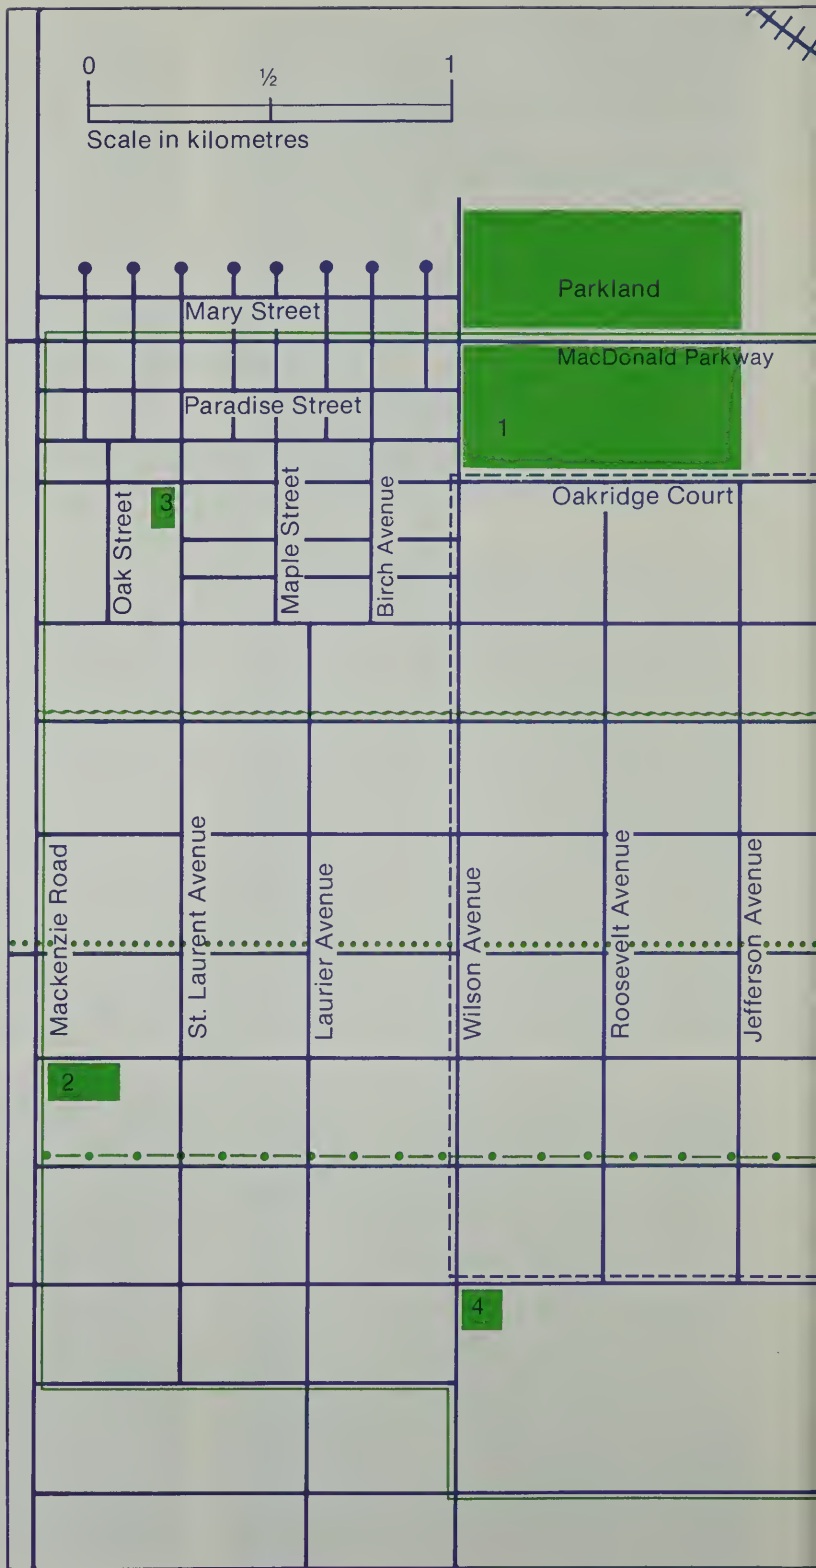 0 ½ 1
Scale in kilometres
Parkland
Mary Street
MacDonald Parkway
Paradise Street
1
Oakridge Court
3
Oak Street
Maple Street
Birch Avenue
Mackenzie Road
St. Laurent Avenue
Laurier Avenue
Wilson Avenue
Roosevelt Avenue
Jefferson Avenue
2
4